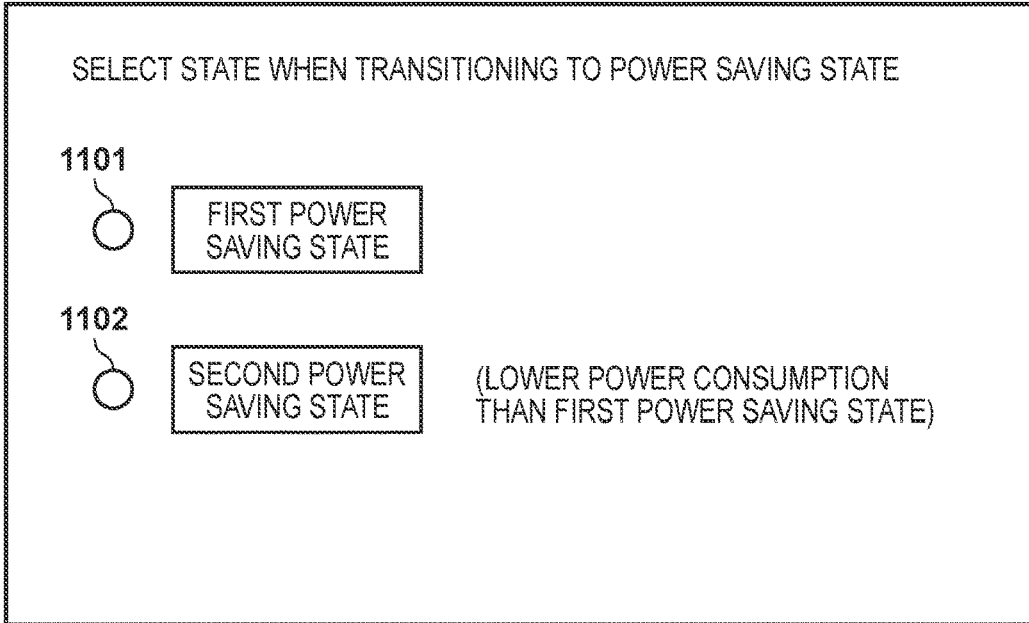 SELECT STATE WHEN TRANSITIONING TO POWER SAVING STATE
1101
FIRST POWER
SAVING STATE
1102
SECOND POWER
SAVING STATE
(LOWER POWER CONSUMPTION
THAN FIRST POWER SAVING STATE)